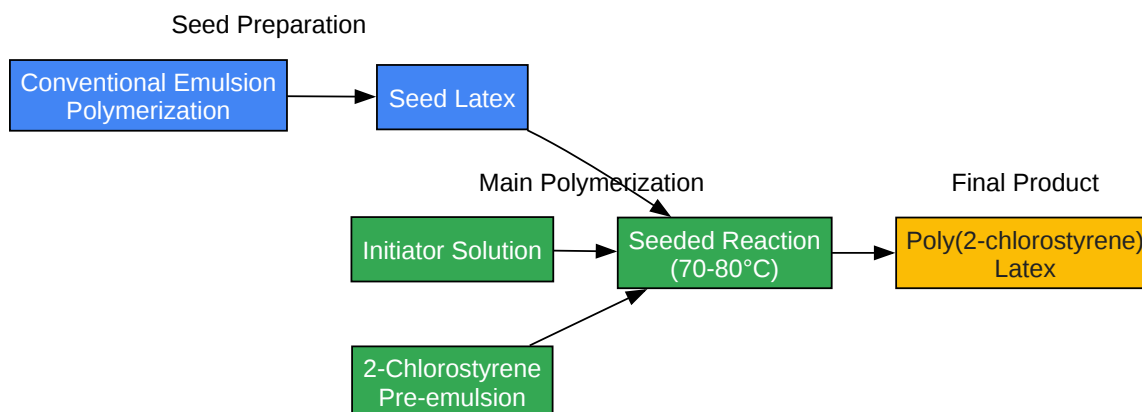 Seed Preparation
Conventional Emulsion
Polymerization
Seed Latex
Main Polymerization
Final Product
Initiator Solution
Seeded Reaction
(70-80°C)
Poly(2-chlorostyrene)
Latex
2-Chlorostyrene
Pre-emulsion